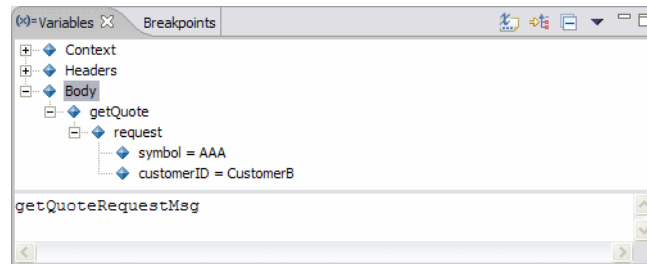 (x)= Variables Breakpoints
Context
Headers
Body
getQuote
request
symbol = AAA
customerID = CustomerB
getQuoteRequestMsg